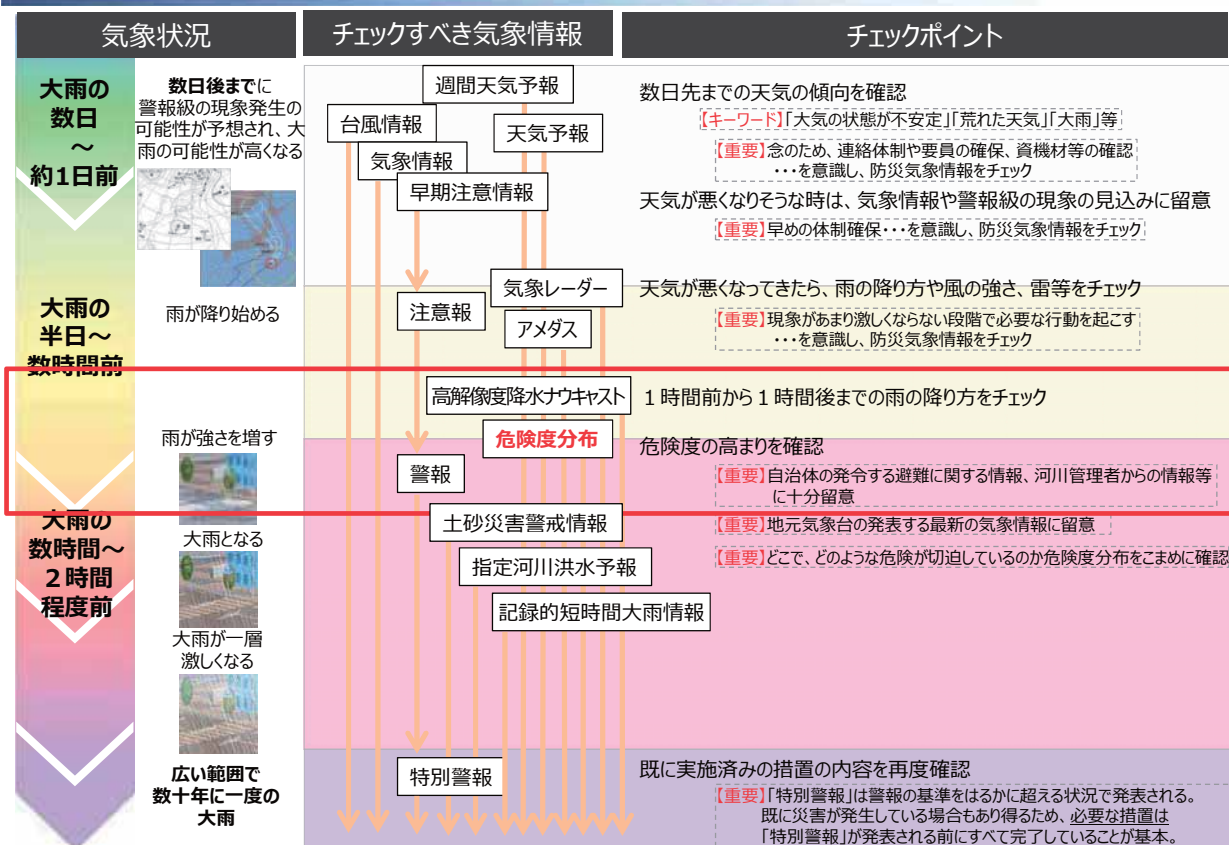 気象状況
チェックすべき気象情報
チェックポイント
大雨の
数日
～
約1日前
数日後までに
警報級の現象発生の
可能性が予想され、大
雨の可能性が高くなる
週間天気予報
台風情報
天気予報
気象情報
早期注意情報
数日先までの天気の傾向を確認
【キーワード】「大気の状態が不安定」「荒れた天気」「大雨」等
【重要】念のため、連絡体制や要員の確保、資機材等の確認
・・・を意識し、防災気象情報をチェック
天気が悪くなりそうな時は、気象情報や警報級の現象の見込みに留意
【重要】早めの体制確保・・・を意識し、防災気象情報をチェック
大雨の
半日～
数時間前
雨が降り始める
気象レーダー
注意報
アメダス
天気が悪くなってきたら、雨の降り方や風の強さ、雷等をチェック
【重要】現象があまり激しくならない段階で必要な行動を起こす
・・・を意識し、防災気象情報をチェック
高解像度降水ナウキャスト
１時間前から１時間後までの雨の降り方をチェック
雨が強さを増す
危険度分布
警報
危険度の高まりを確認
【重要】自治体の発令する避難に関する情報、河川管理者からの情報等
に十分留意
大雨の
数時間～
２時間
程度前
大雨となる
土砂災害警戒情報
【重要】地元気象台の発表する最新の気象情報に留意
指定河川洪水予報
【重要】どこで、どのような危険が切迫しているのか危険度分布をこまめに確認
記録的短時間大雨情報
大雨が一層
激しくなる
広い範囲で
数十年に一度の
大雨
特別警報
既に実施済みの措置の内容を再度確認
【重要】「特別警報」は警報の基準をはるかに超える状況で発表される。
既に災害が発生している場合もあり得るため、必要な措置は
「特別警報」が発表される前にすべて完了していることが基本。